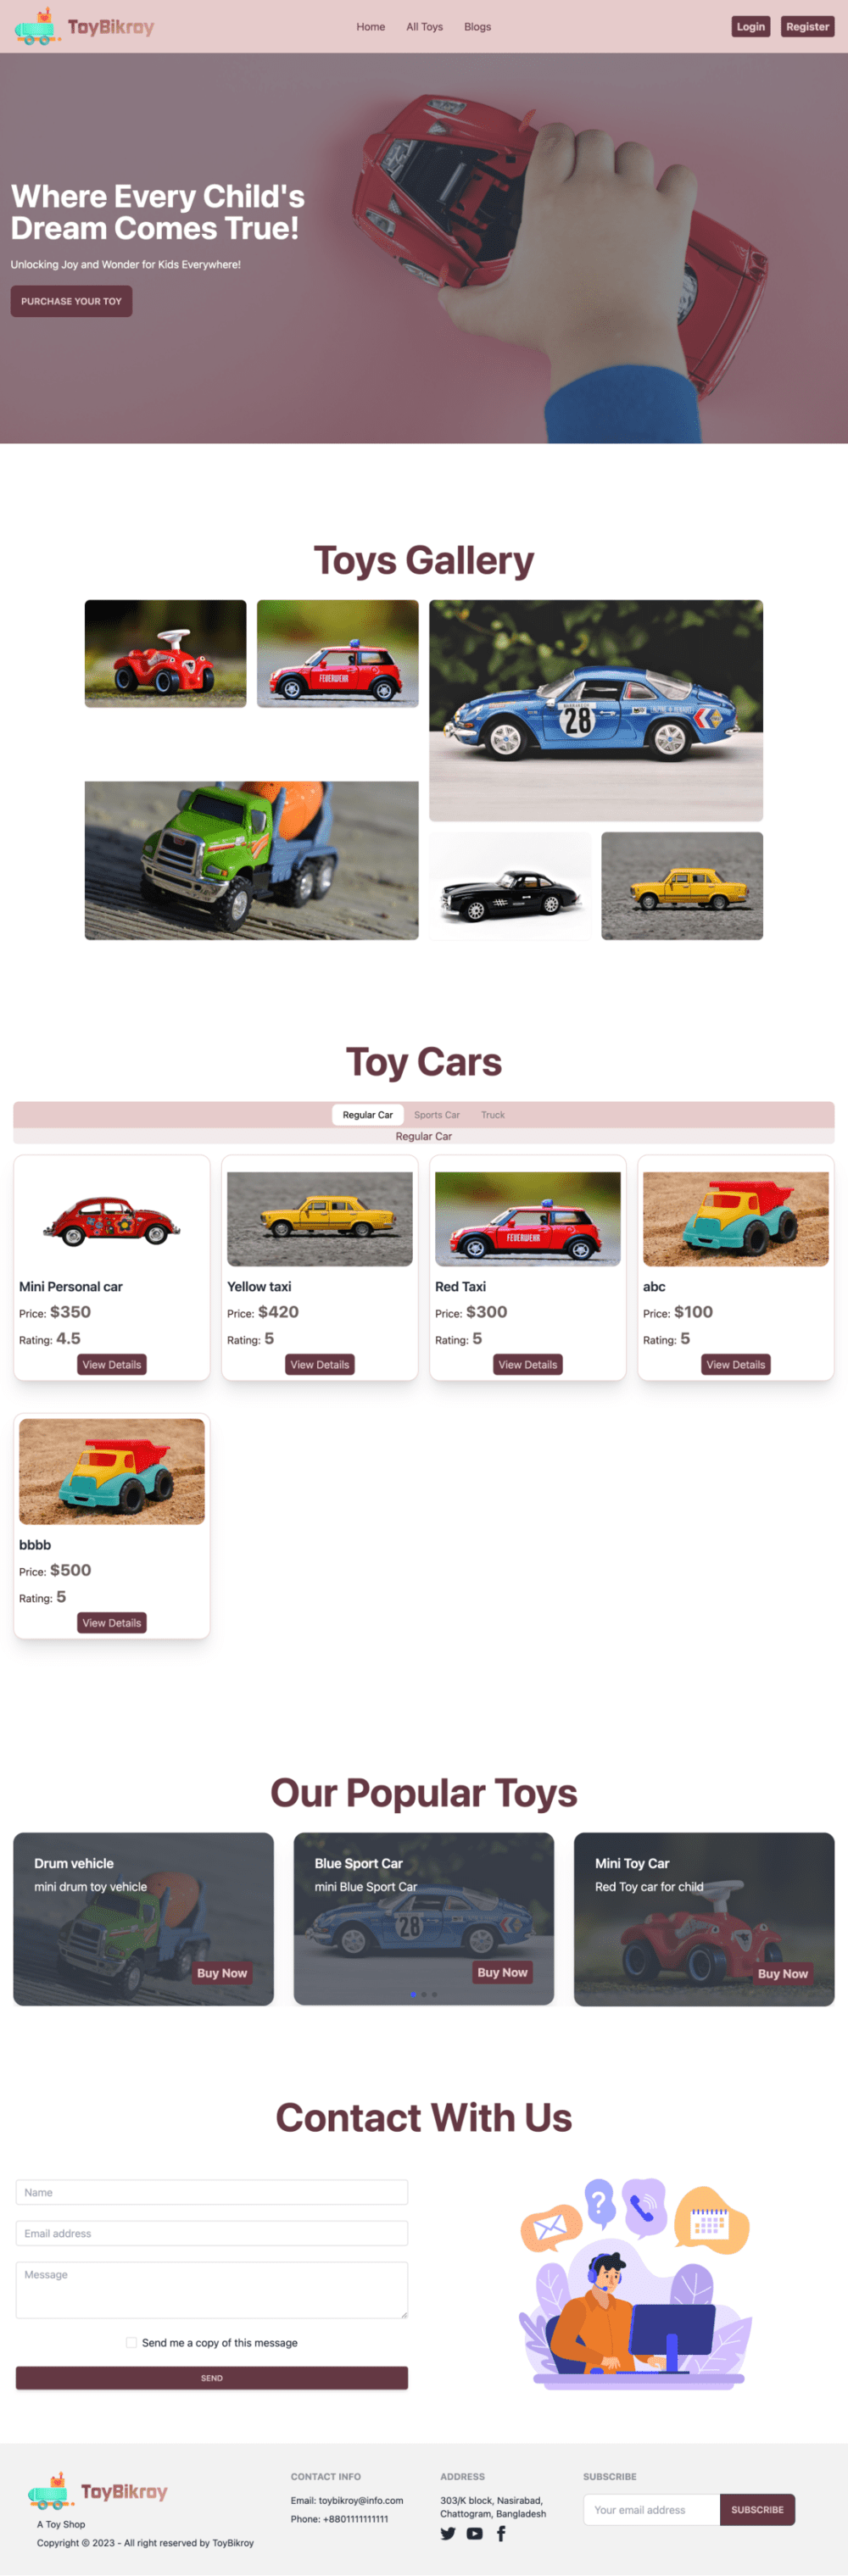 ToyBikroy
Home
All Toys
Blogs
Login
Register
Where Every Child's
Dream Comes True!
Unlocking Joy and Wonder for Kids Everywhere!
PURCHASE YOUR TOY
Toys Gallery
FEUERWEHR
28
Toy Cars
Regular Car
Sports Car
Truck
Regular Car
FEUERWEHR
Mini Personal car
Price: $350
Rating: 4.5
View Details
Yellow taxi
Price: $420
Rating: 5
View Details
Red Taxi
Price: $300
Rating: 5
View Details
abc
Price: $100
Rating: 5
View Details
bbbb
Price: $500
Rating: 5
View Details
Our Popular Toys
Drum vehicle
mini drum toy vehicle
Buy Now
Blue Sport Car
mini Blue Sport Car
28
Buy Now
Mini Toy Car
Red Toy car for child
Buy Now
Contact With Us
Name
Email address
Message
Send me a copy of this message
SEND
?
ToyBikroy
A Toy Shop
Copyright © 2023 - All right reserved by ToyBikroy
CONTACT INFO
Email: toybikroy@info.com
Phone: +8801111111111
ADDRESS
303/K block, Nasirabad,
Chattogram, Bangladesh
SUBSCRIBE
Your email address
SUBSCRIBE